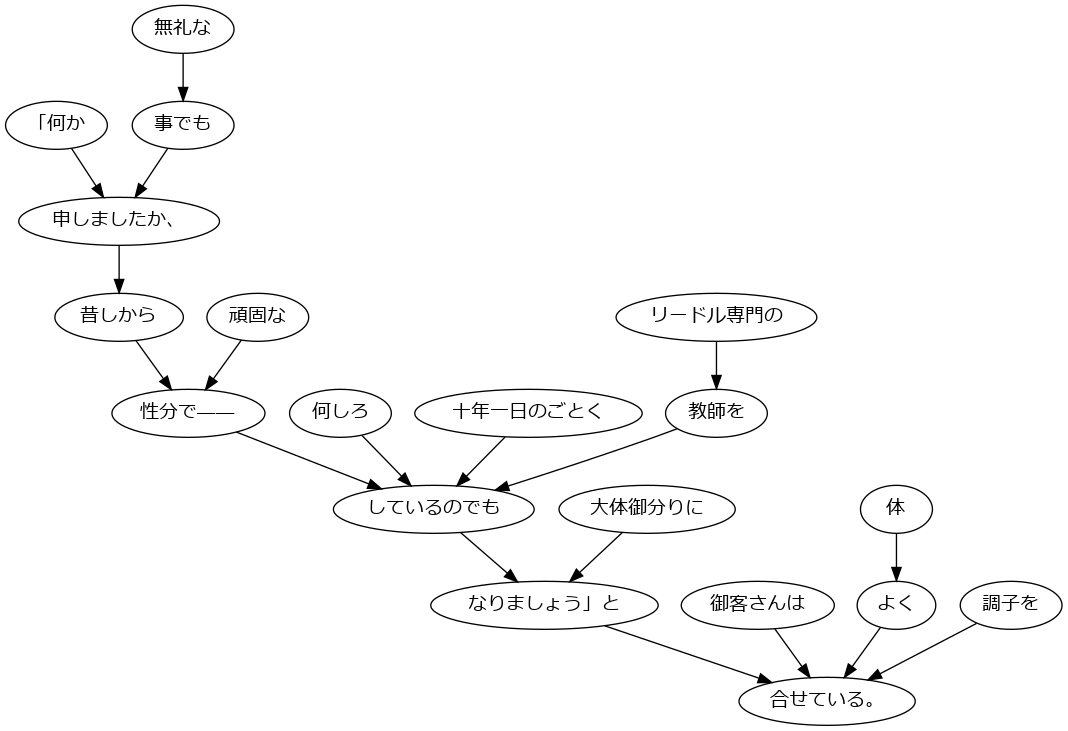 無礼な
「何か
事でも
申しましたか、
昔しから
頑固な
リードル専門の
性分で――
何しろ
十年一日のごとく
教師を
しているのでも
大体御分りに
体
なりましょう」と
御客さんは
よく
調子を
合せている。